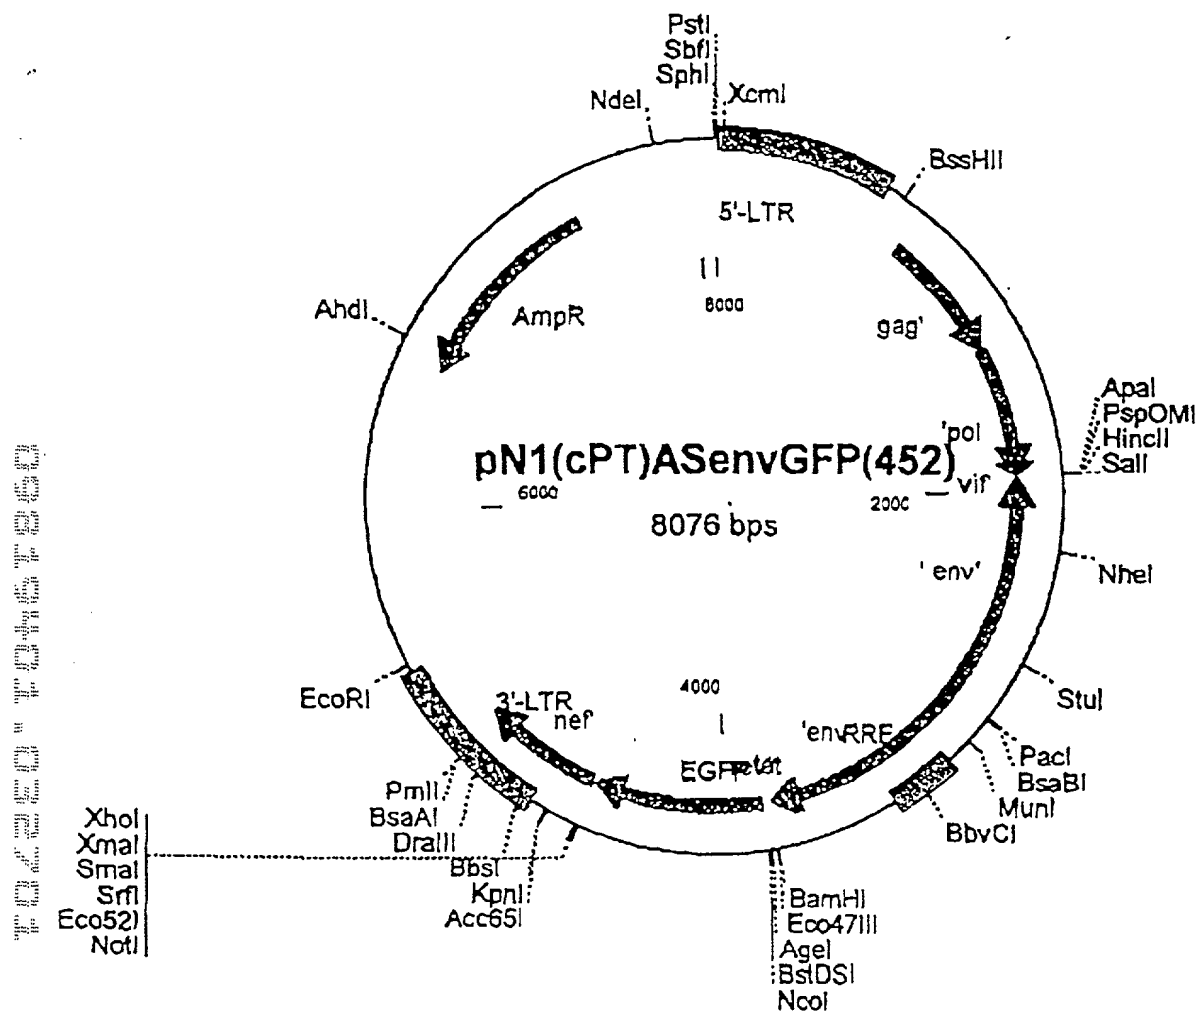 PstI
SbfI
SphI
XcmI
NdeI
BssHII
5'-LTR
8000
AhdI
AmpR
gag'
ApaI
PspOMI
HincII
SalI
'pol
pN1(cPT)ASenvGFP(452)
vif
6000
2000
8076 bps
' env'
NheI
StuI
4000
EcoRI
3'-LTR
nef
'env
RRE
EGFP
PacI
BsaBI
MunI
BbvCI
PmlI
BsaAI
DraIII
BbsI
KpnI
Acc65I
XhoI
XmaI
SmaI
SrfI
Eco52I
NotI
BamHI
Eco47III
AgeI
BstDSI
NcoI